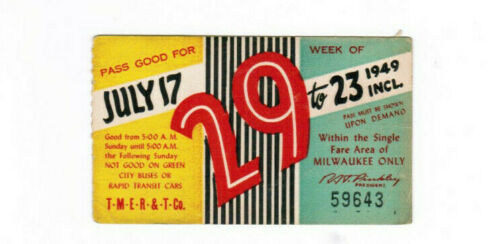 PASS GOOD FOR
WEEK OF
JULY 17
29
to 23 1949
INCL.
PASS MUST BE SHOWN
UPON DEMAND
Good from 5:00 A. M.
Sunday until 5:00 A. M.
the Following Sunday
NOT GOOD ON GREEN
CITY BUSES OR
RAPID TRANSIT CARS
T-M-E-R-&-T-Co.
Within the Single
Fare Area of
MILWAUKEE ONLY
PRESIDENT
59643